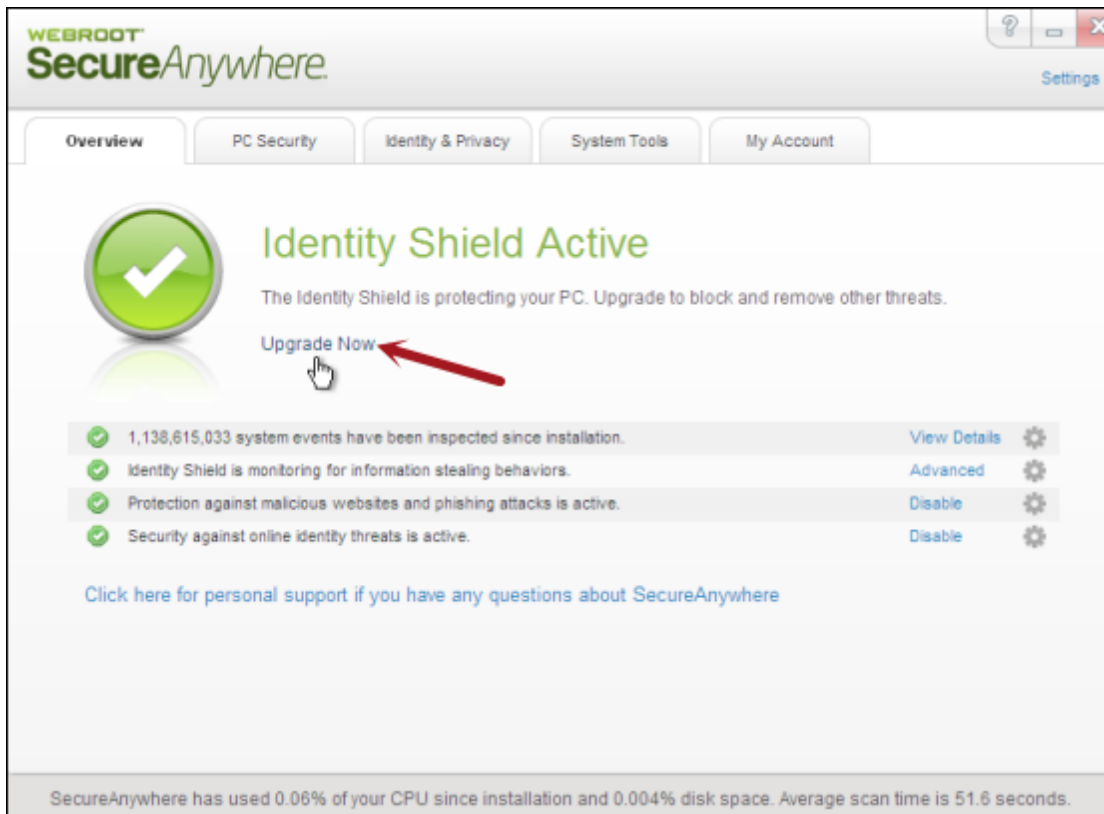 WEBROOT
SecureAnywhere.
?
Settings
Overview PC Security Identity & Privacy System Tools My Account
Identity Shield Active
The Identity Shield is protecting your PC. Upgrade to block and remove other threats.
Upgrade Now
1,138,615,033 system events have been inspected since installation. View Details
Identity Shield is monitoring for information stealing behaviors. Advanced
Protection against malicious websites and phishing attacks is active. Disable
Security against online identity threats is active. Disable
Click here for personal support if you have any questions about SecureAnywhere
SecureAnywhere has used 0.06% of your CPU since installation and 0.004% disk space. Average scan time is 51.6 seconds.